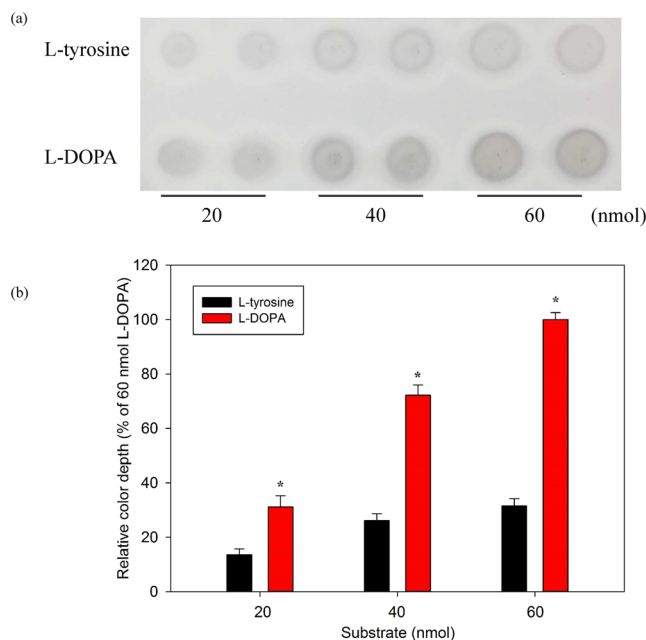 (a)
L-tyrosine
L-DOPA
20 40 60 (nmol)
(b)
Relative color depth (% of 60 nmol L-DOPA)
120
100
80
60
40
20
0
L-tyrosine
L-DOPA
*
*
*
20 40 60
Substrate (nmol)